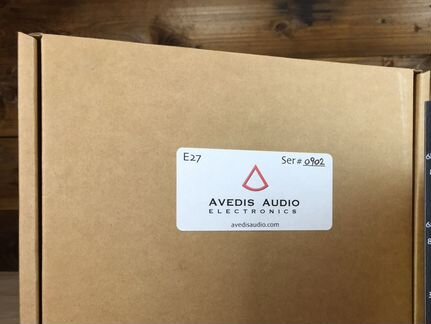 E27 Ser# 0902
AVEDIS AUDIO
ELECTRONICS
avedisaudio.com